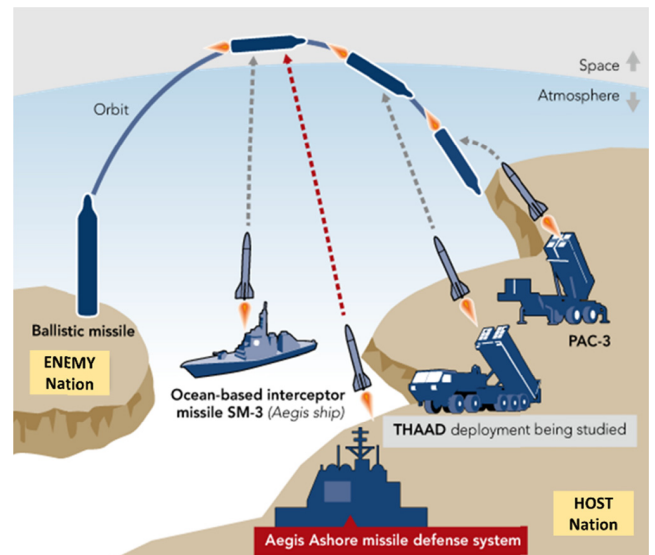 Space
Atmosphere
Orbit
Ballistic missile
ENEMY
Nation
Ocean-based interceptor
missile SM-3 (Aegis ship)
PAC-3
THAAD deployment being studied
HOST
Nation
Aegis Ashore missile defense system